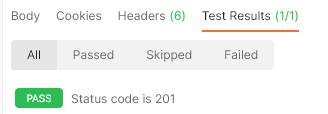 Body Cookies Headers (6) Test Results (1/1)
All Passed Skipped Failed
PASS Status code is 201